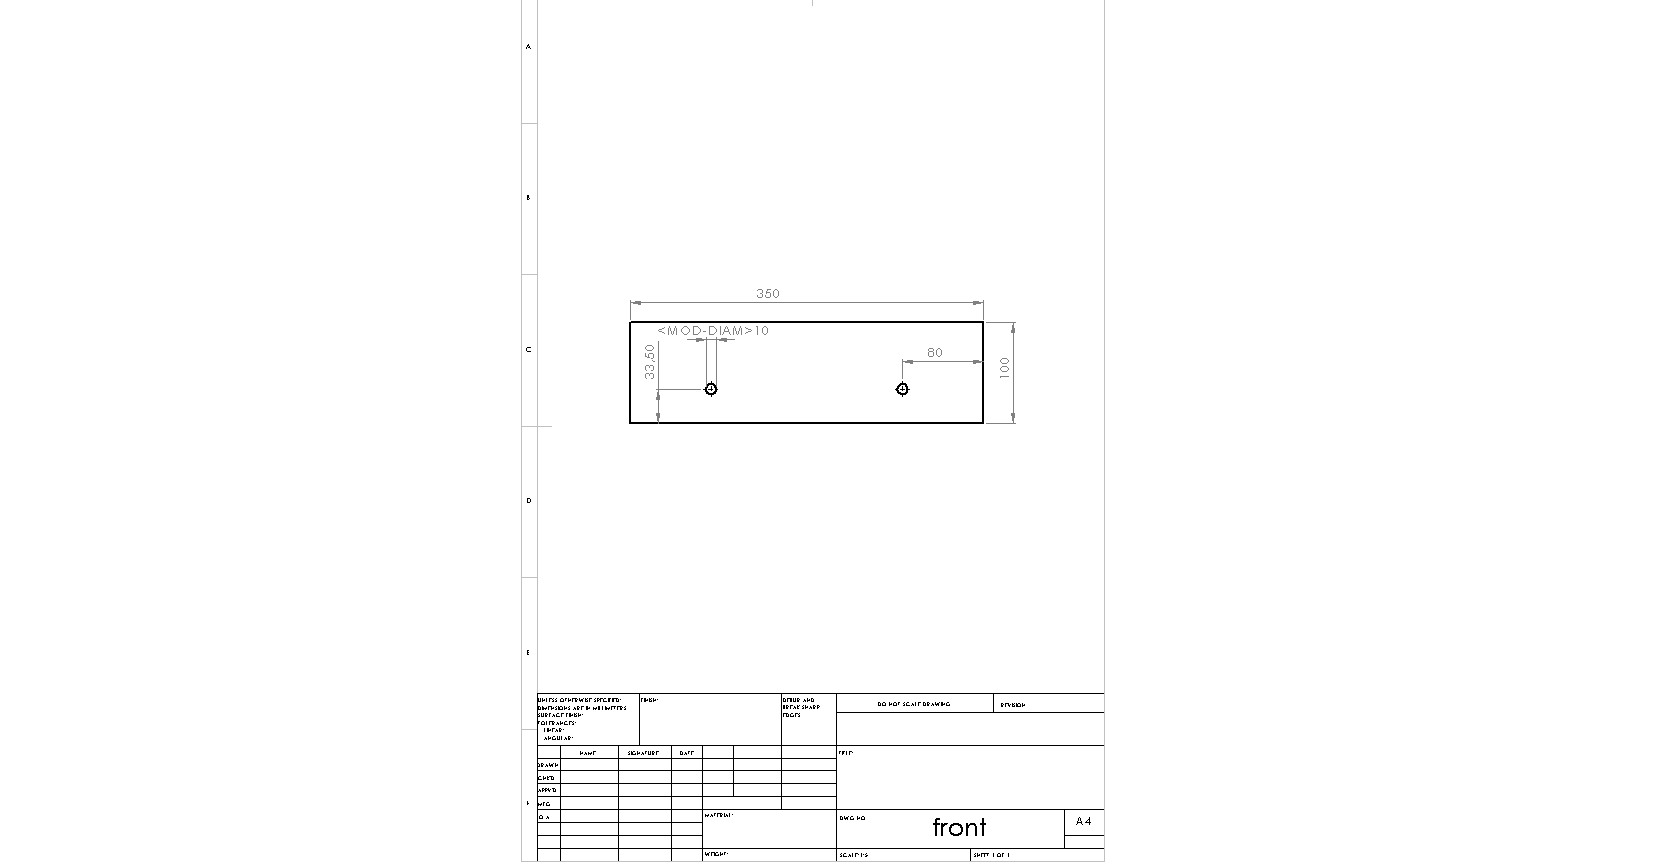 A
B
350
<MOD-DIAM>10
C
33,50
80
100
D
E
UNLESS OTHERWISE SPECIFIED:
DIMENSIONS ARE IN MILLIMETERS
SURFACE FINISH:
TOLERANCES:
LINEAR:
ANGULAR:
FINISH:
DEBUR AND
BREAK SHARP
EDGES
DO NOT SCALE DRAWING
REVISION
NAME
SIGNATURE
DATE
TITLE:
DRAWN
CHK'D
APPV'D
F
MFG
Q.A
MATERIAL:
DWG NO.
front
A4
WEIGHT:
SCALE:1:5
SHEET 1 OF 1